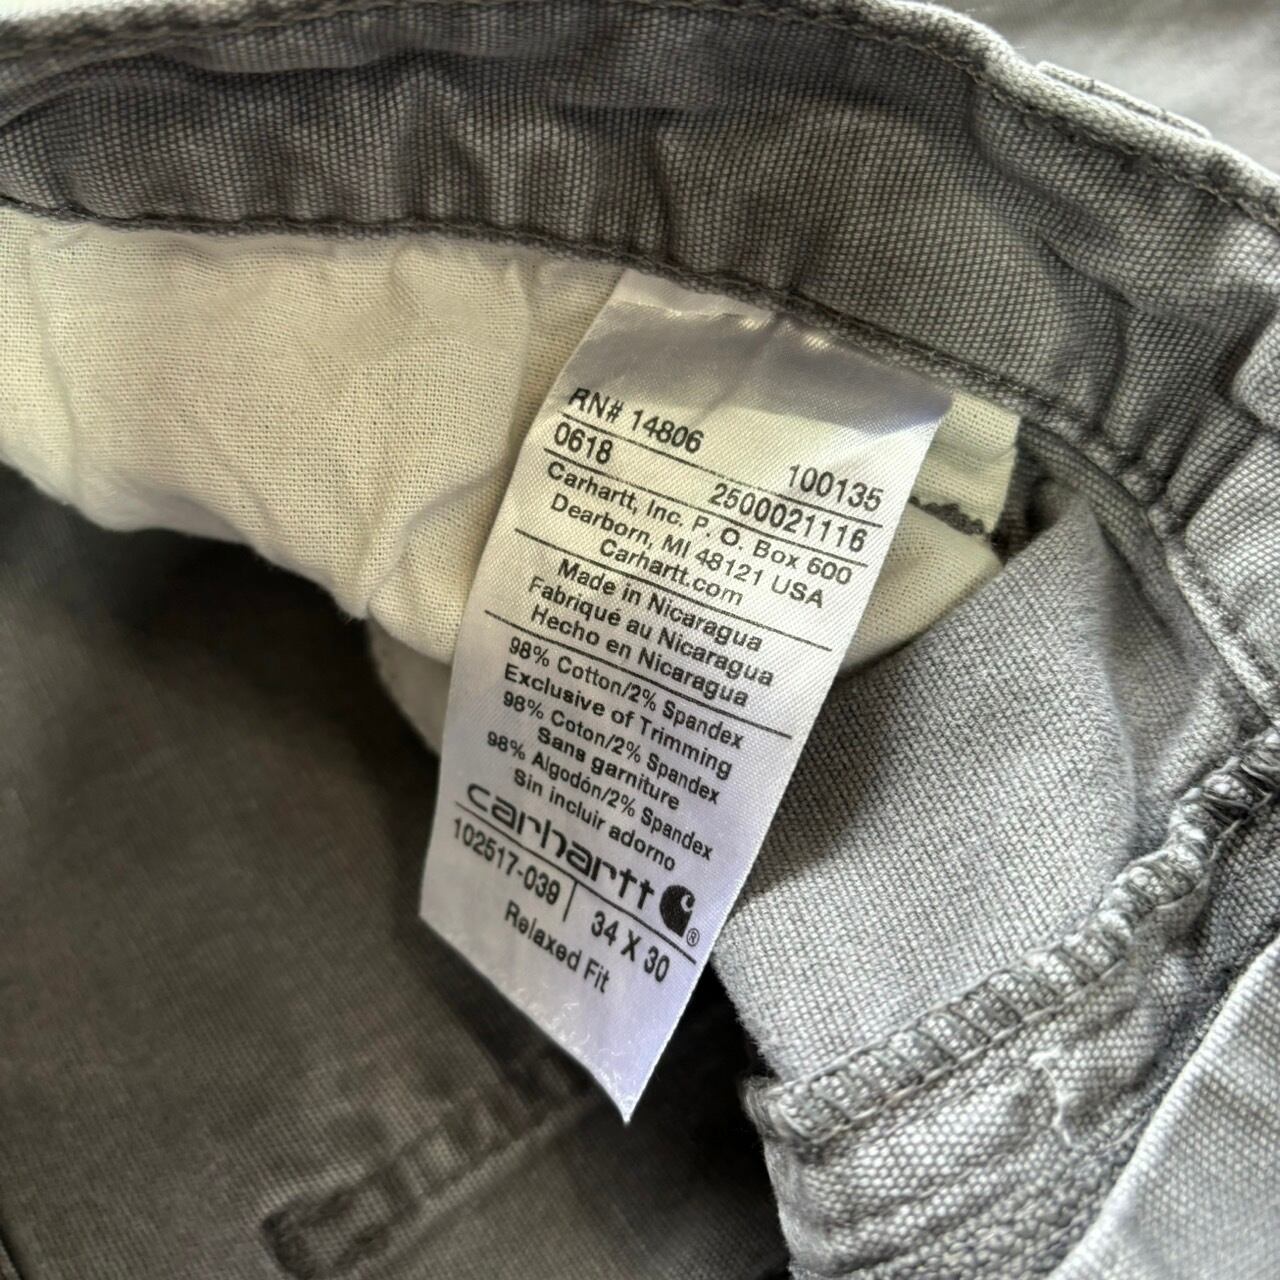 RN# 14806 100135
0618 2500021116
Carhartt, Inc. P. O. Box 600
Dearborn, MI 48121 USA
Carhartt.com
Made in Nicaragua
Fabriqué au Nicaragua
Hecho en Nicaragua
98% Cotton/2% Spandex
Exclusive of Trimming
98% Coton/2% Spandex
Sans garniture
98% Algodón/2% Spandex
Sin incluir adorno
carhartt ®
102517-039 | 34 X 30
Relaxed Fit